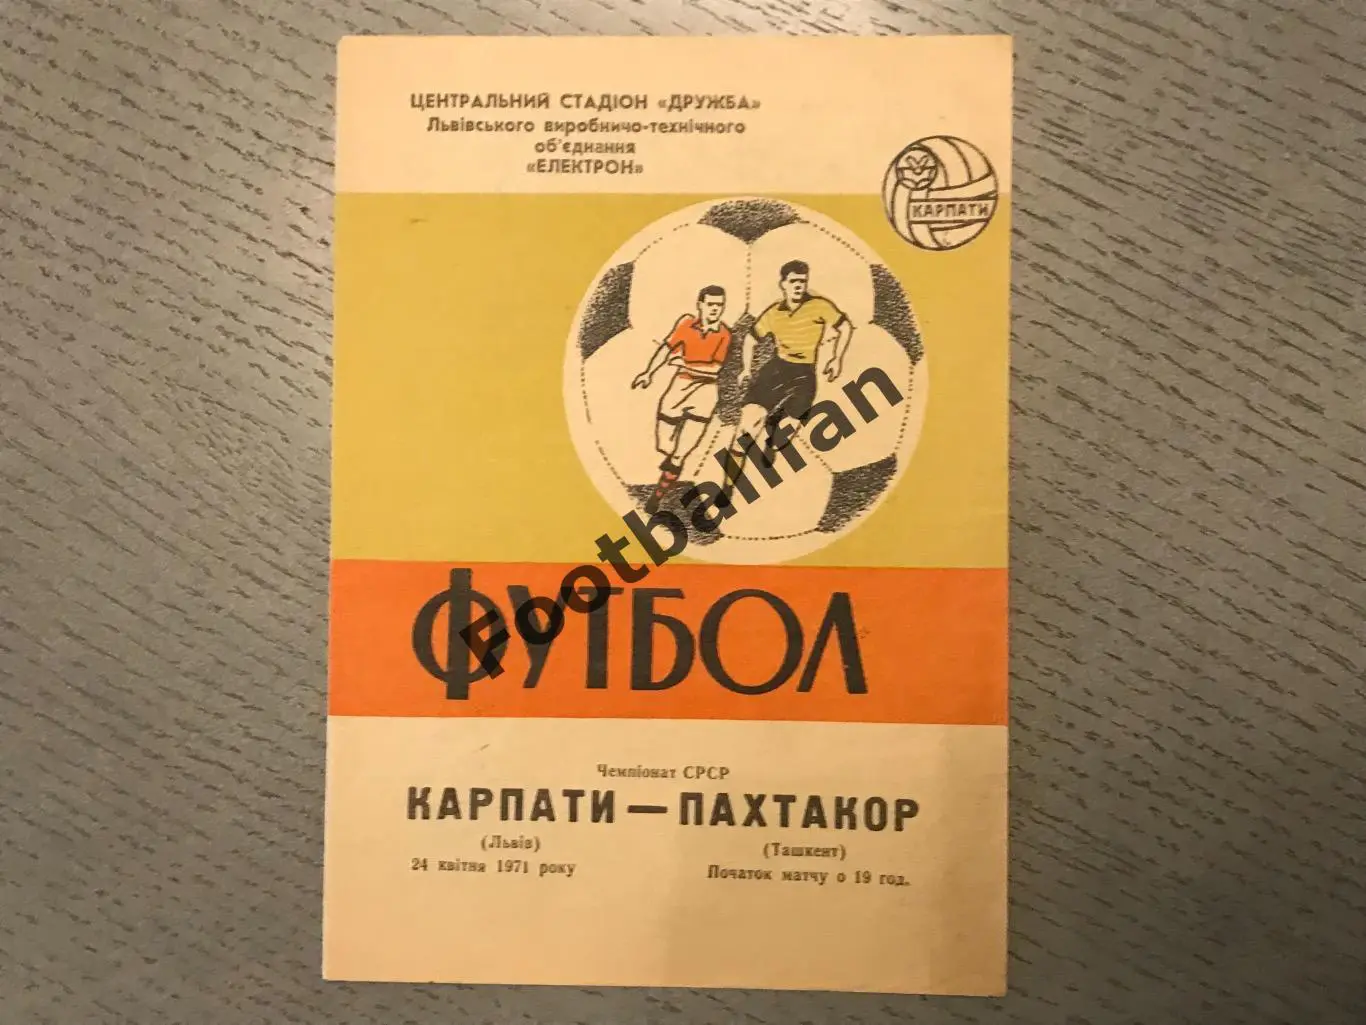 ЦЕНТРАЛЬНИЙ СТАДІОН «ДРУЖБА»
Львівського виробничо-технічного
об'єднання
«ЕЛЕКТРОН»
КАРПАТИ
ФУТБОЛ
Footballfan
Чемпіонат СРСР
КАРПАТИ — ПАХТАКОР
(Львів) (Ташкент)
24 квітня 1971 року Початок матчу о 19 год.